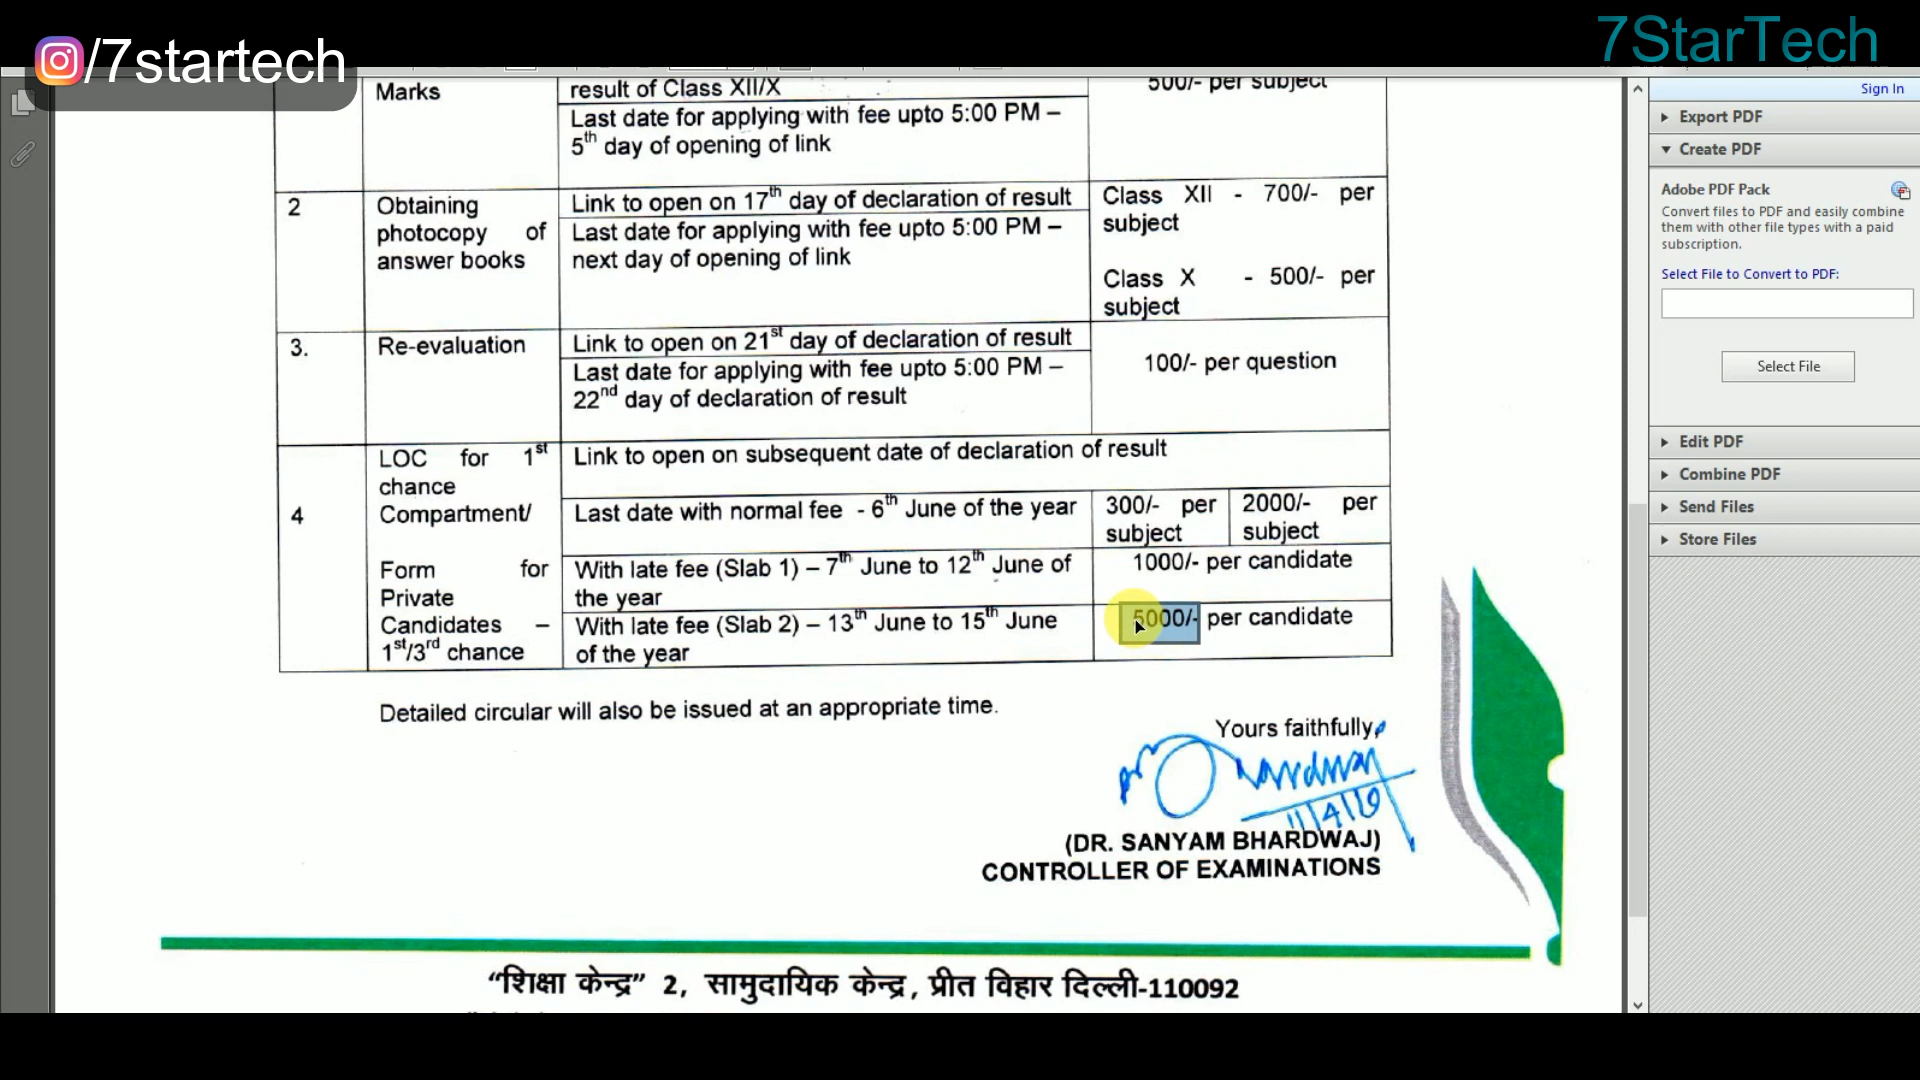 /7startech
7StarTech
Sign In
Marks
result of Class XII/X
500/- per subject
Last date for applying with fee upto 5:00 PM –
5th day of opening of link
2
Obtaining photocopy of answer books
Link to open on 17th day of declaration of result
Last date for applying with fee upto 5:00 PM –
next day of opening of link
Class XII - 700/- per
subject
Class X - 500/- per
subject
3.
Re-evaluation
Link to open on 21st day of declaration of result
Last date for applying with fee upto 5:00 PM –
22nd day of declaration of result
100/- per question
4
LOC for 1st
chance
Compartment/
Form for
Private
Candidates –
1st/3rd chance
Link to open on subsequent date of declaration of result
Last date with normal fee - 6th June of the year
300/- per
subject
2000/- per
subject
With late fee (Slab 1) – 7th June to 12th June of
the year
1000/- per candidate
With late fee (Slab 2) – 13th June to 15th June
of the year
5000/- per candidate
Detailed circular will also be issued at an appropriate time.
Yours faithfully,
11/4/19
(DR. SANYAM BHARDWAJ)
CONTROLLER OF EXAMINATIONS
“शिक्षा केन्द्र” 2, सामुदायिक केन्द्र, प्रीत विहार दिल्ली-110092
Export PDF
Create PDF
Adobe PDF Pack
Convert files to PDF and easily combine
them with other file types with a paid
subscription.
Select File to Convert to PDF:
Select File
Edit PDF
Combine PDF
Send Files
Store Files